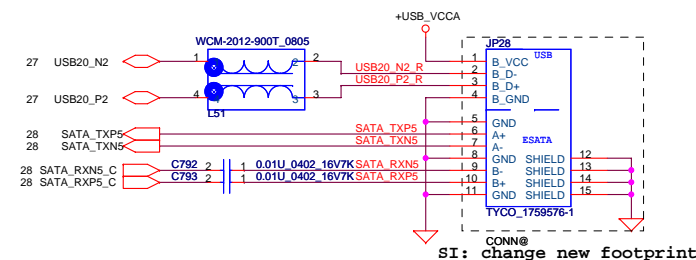 +USB_VCCA
WCM-2012-900T_0805
JP28
USB
27 USB20_N2 1 2 USB20_N2_R 1 B_VCC
USB20_P2_R 2 B_D-
3 B_D+
27 USB20_P2 4 3 4 B_GND
L51
5 GND
28 SATA_TXP5 SATA_TXP5 6 A+ ESATA
28 SATA_TXN5 SATA_TXN5 7 A-
8 GND SHIELD 12
28 SATA_RXN5_C C792 2 1 0.01U_0402_16V7K SATA_RXN5 9 B- SHIELD 13
28 SATA_RXP5_C C793 2 1 0.01U_0402_16V7K SATA_RXP5 10 B+ SHIELD 14
11 GND SHIELD 15
TYCO_1759576-1
CONN@
SI: change new footprint